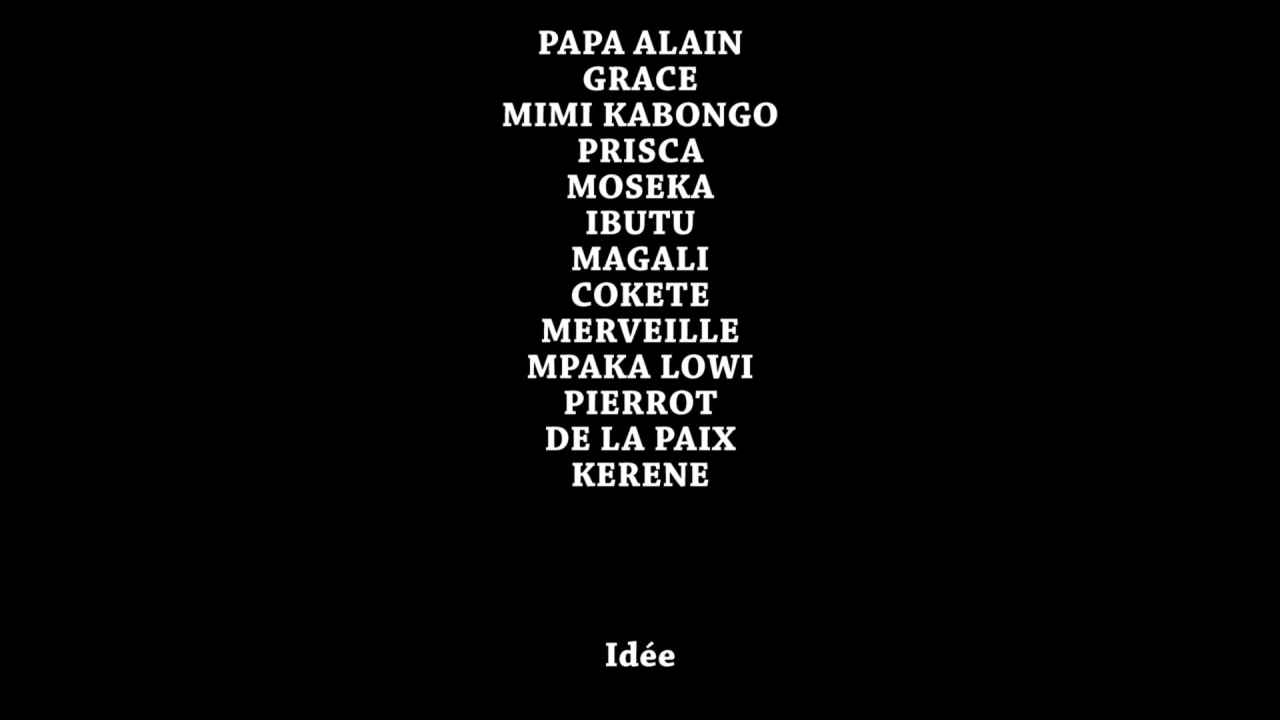 PAPA ALAIN
GRACE
MIMI KABONGO
PRISCA
MOSEKA
IBUTU
MAGALI
COKETE
MERVEILLE
MPAKA LOWI
PIERROT
DE LA PAIX
KERENE
Idée